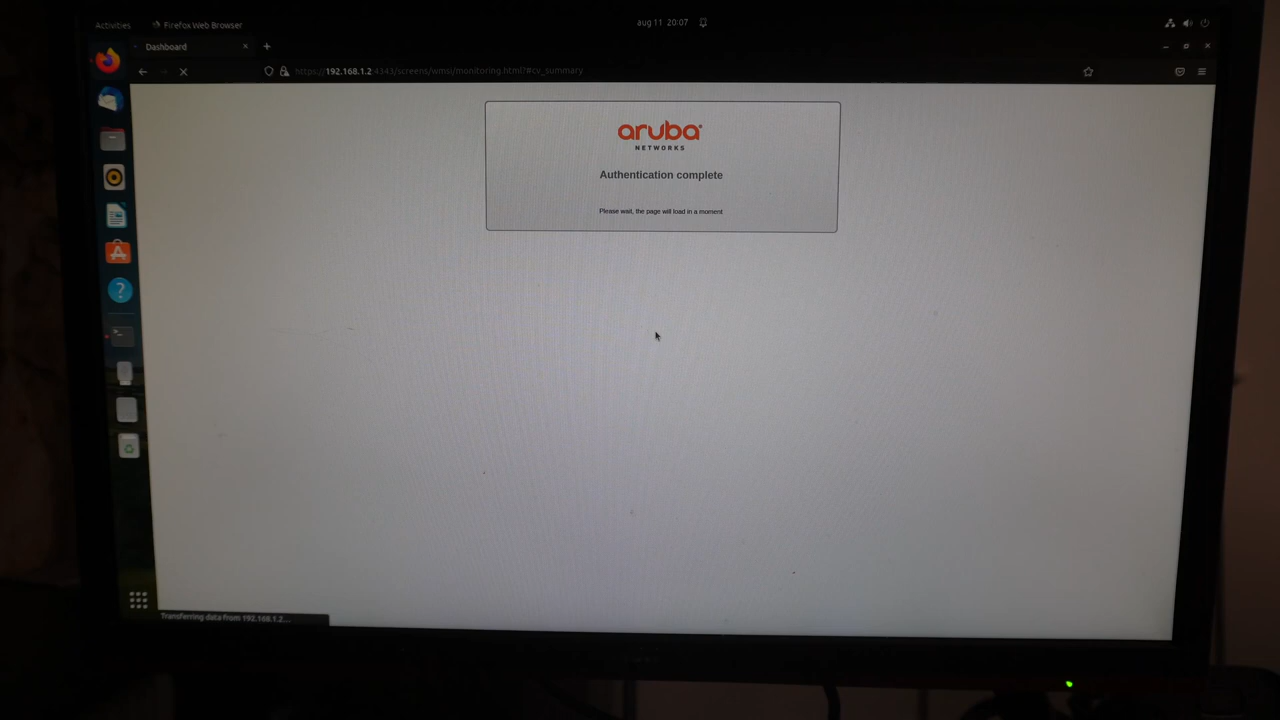 Activities Firefox Web Browser aug 11 20:07
Dashboard
https://192.168.1.2:4343/screens/wmsi/monitoring.html?#cv_summary
aruba
NETWORKS
Authentication complete
Please wait, the page will load in a moment
Transferring data from 192.168.1.2...